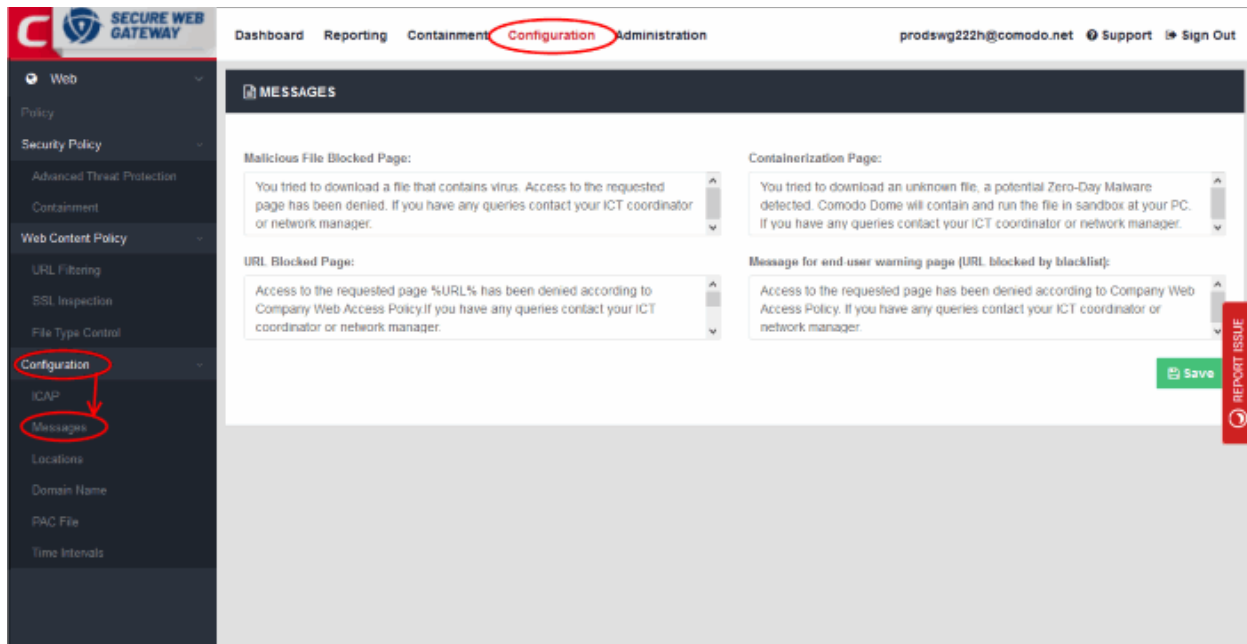 C SECURE WEB
GATEWAY
Dashboard Reporting Containment Configuration Administration prodswg222h@comodo.net Support Sign Out
Web
Policy
Security Policy
Advanced Threat Protection
Containment
Web Content Policy
URL Filtering
SSL Inspection
File Type Control
Configuration
ICAP
Messages
Locations
Domain Name
PAC File
Time Intervals
MESSAGES
Malicious File Blocked Page:
You tried to download a file that contains virus. Access to the requested
page has been denied. If you have any queries contact your ICT coordinator
or network manager.
Containerization Page:
You tried to download an unknown file, a potential Zero-Day Malware
detected. Comodo Dome will contain and run the file in sandbox at your PC.
If you have any queries contact your ICT coordinator or network manager.
URL Blocked Page:
Access to the requested page %URL% has been denied according to
Company Web Access Policy.If you have any queries contact your ICT
coordinator or network manager.
Message for end-user warning page (URL blocked by blacklist):
Access to the requested page has been denied according to Company Web
Access Policy. If you have any queries contact your ICT coordinator or
network manager.
Save
REPORT ISSUE